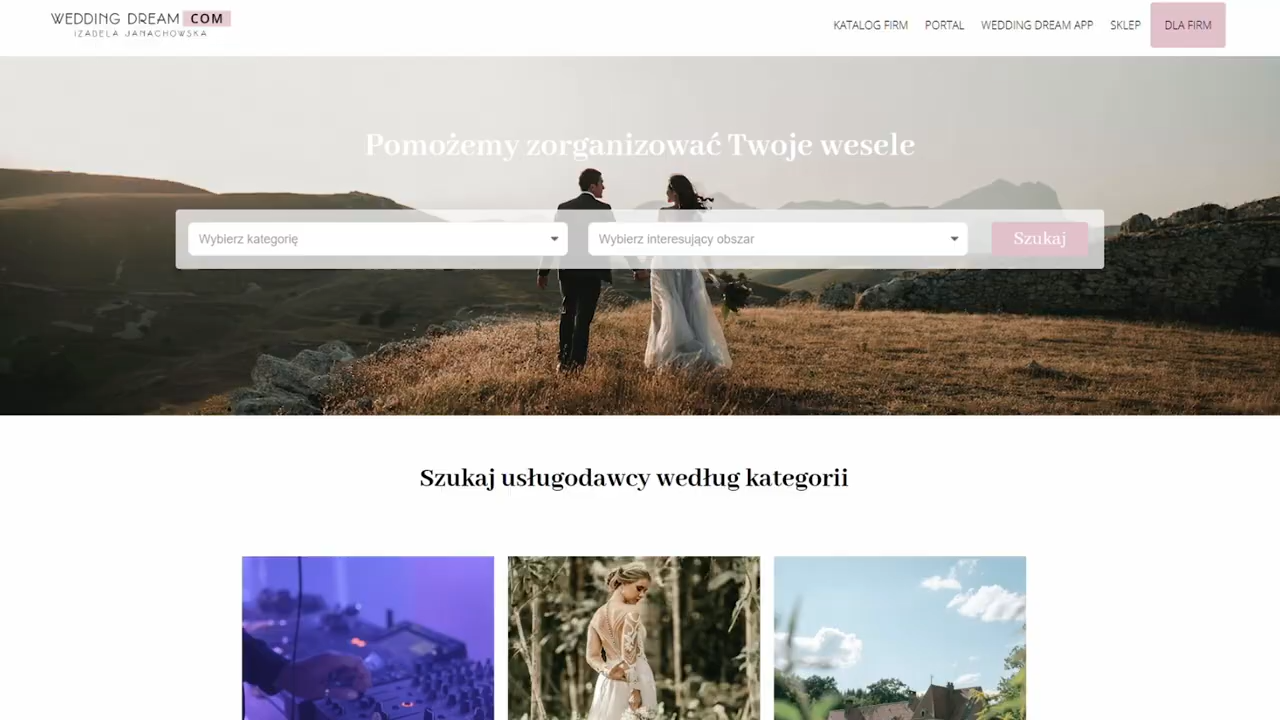 WEDDING DREAM COM
IZABELA JANACHOWSKA
KATALOG FIRM
PORTAL
WEDDING DREAM APP
SKLEP
DLA FIRM
Pomożemy zorganizować Twoje wesele
Wybierz kategorię
Wybierz interesujący obszar
Szukaj
Szukaj usługodawcy według kategorii